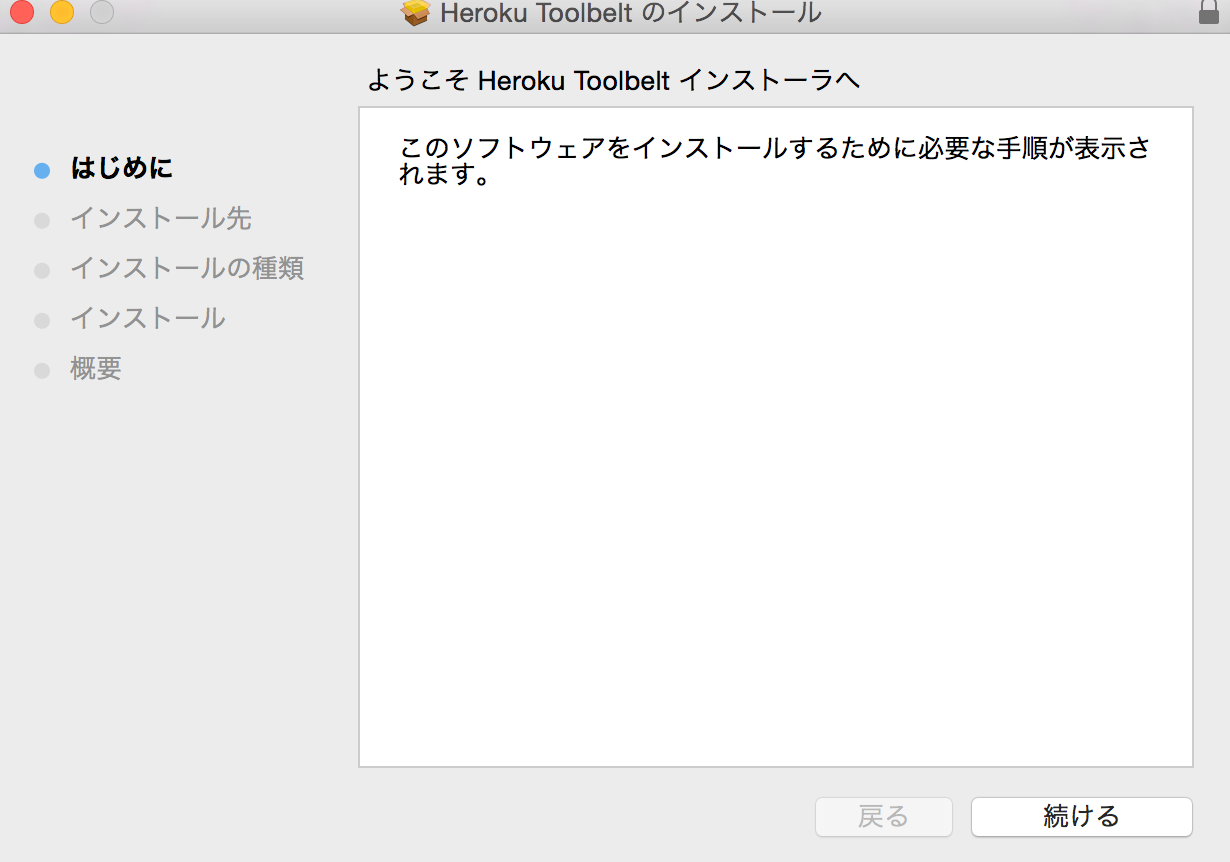 Heroku Toolbelt のインストール
ようこそ Heroku Toolbelt インストーラへ
はじめに
インストール先
インストールの種類
インストール
概要
このソフトウェアをインストールするために必要な手順が表示さ
れます。
戻る
続ける